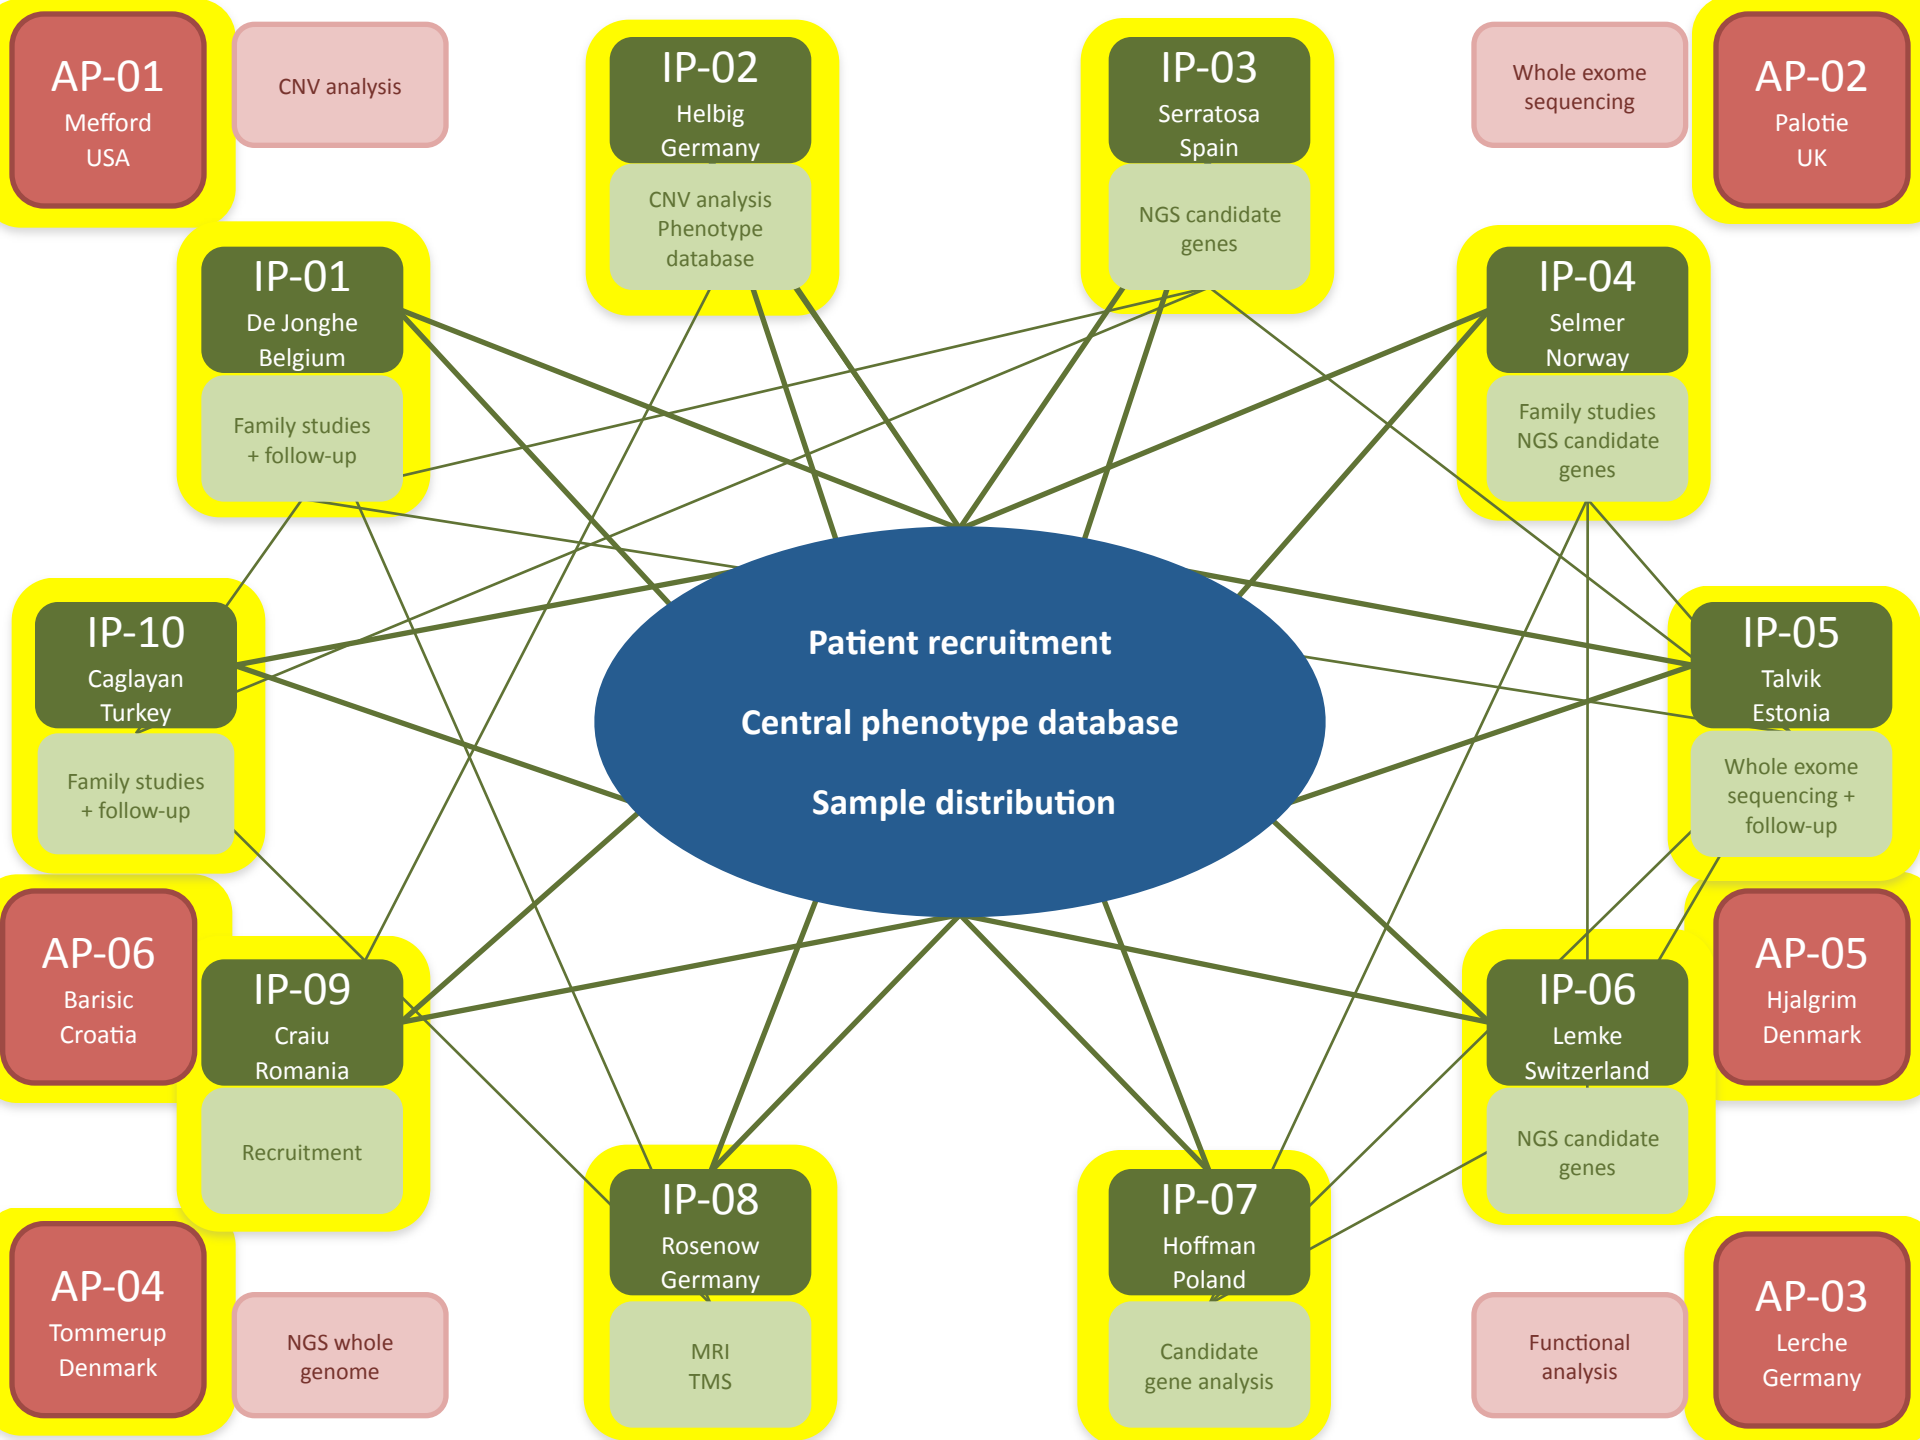 AP-01
Mefford
USA
CNV analysis
IP-02
Helbig
Germany
CNV analysis
Phenotype
database
IP-03
Serratosa
Spain
NGS candidate
genes
Whole exome
sequencing
AP-02
Palotie
UK
IP-01
De Jonghe
Belgium
Family studies
+ follow-up
IP-04
Selmer
Norway
Family studies
NGS candidate
genes
IP-10
Caglayan
Turkey
Family studies
+ follow-up
Patient recruitment
Central phenotype database
Sample distribution
IP-05
Talvik
Estonia
Whole exome
sequencing +
follow-up
AP-06
Barisic
Croatia
IP-09
Craiu
Romania
Recruitment
IP-06
Lemke
Switzerland
NGS candidate
genes
AP-05
Hjalgrim
Denmark
AP-04
Tommerup
Denmark
NGS whole
genome
IP-08
Rosenow
Germany
MRI
TMS
IP-07
Hoffman
Poland
Candidate
gene analysis
Functional
analysis
AP-03
Lerche
Germany